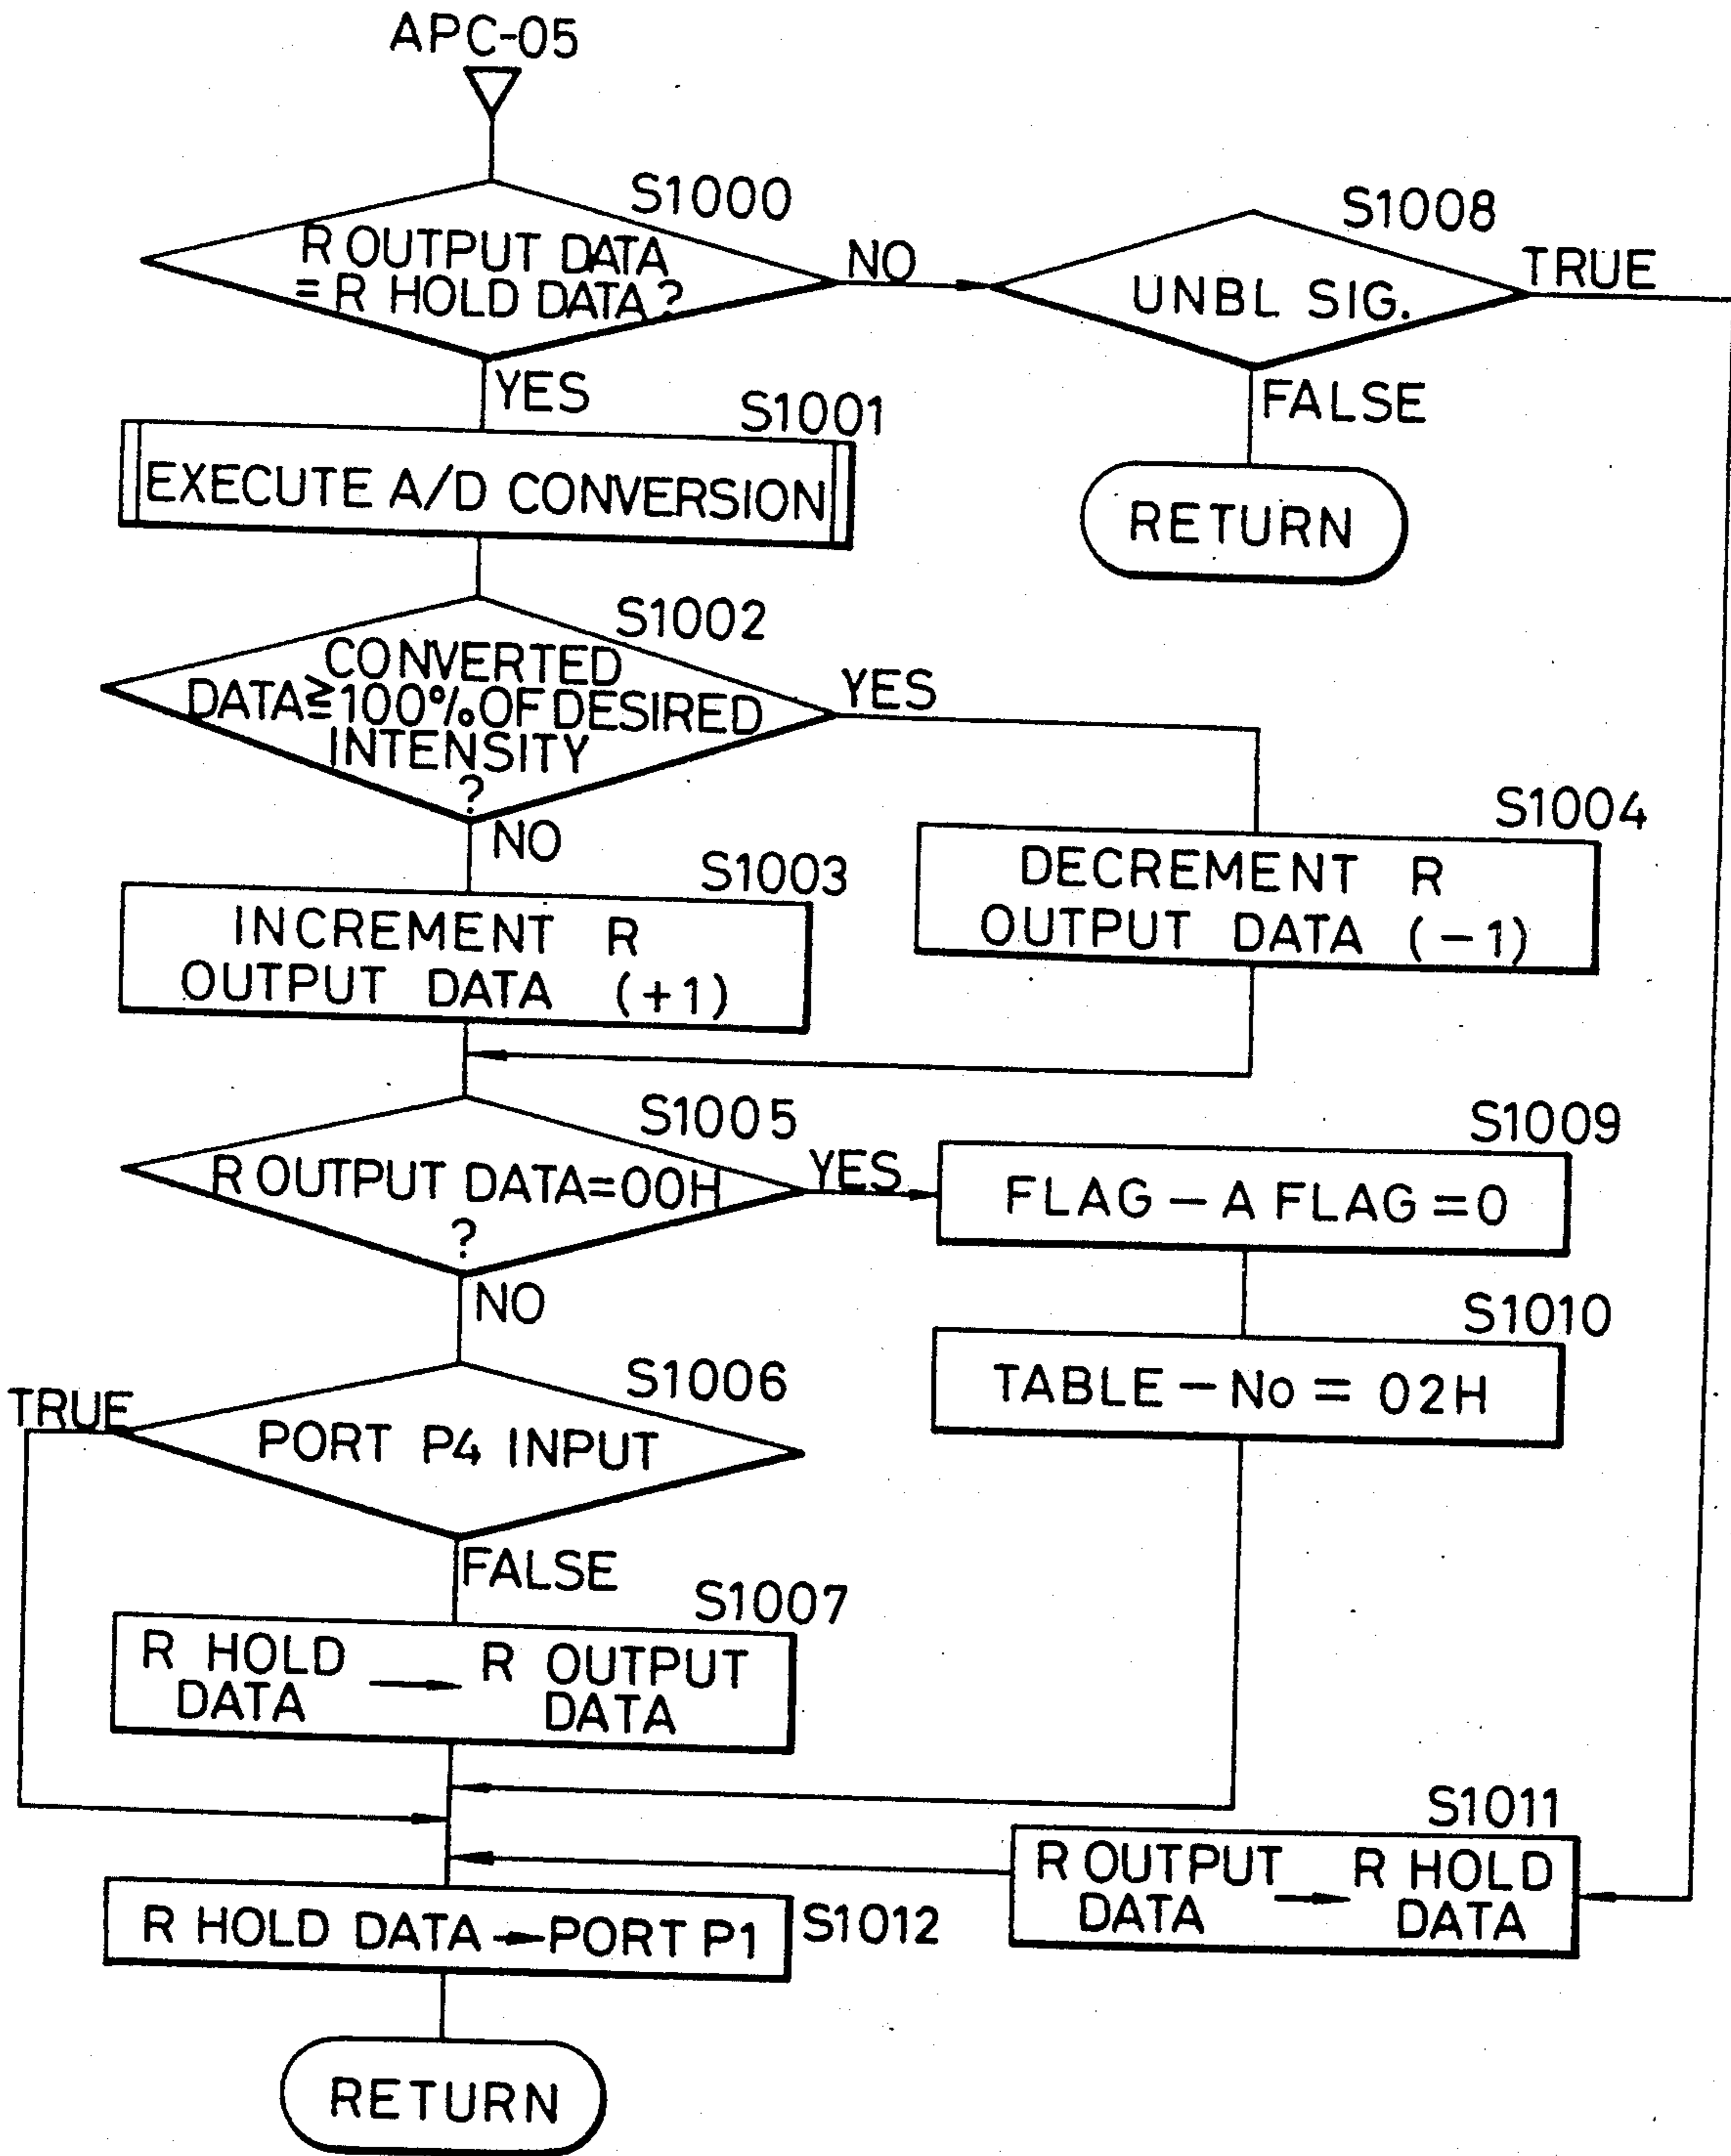 APC-05
S1000
R OUTPUT DATA
= R HOLD DATA?
NO
YES
S1008
UNBL SIG.
TRUE
FALSE
RETURN
S1001
EXECUTE A/D CONVERSION
S1002
CONVERTED
DATA≧100% OF DESIRED
INTENSITY
?
YES
NO
S1003
INCREMENT R
OUTPUT DATA (+1)
S1004
DECREMENT R
OUTPUT DATA (-1)
S1005
R OUTPUT DATA=00H
?
YES
NO
S1009
FLAG-A FLAG=0
S1010
TABLE-No = 02H
S1006
TRUE
PORT P4 INPUT
FALSE
S1007
R HOLD → R OUTPUT
DATA DATA
S1011
R OUTPUT → R HOLD
DATA DATA
R HOLD DATA→PORT P1
S1012
RETURN